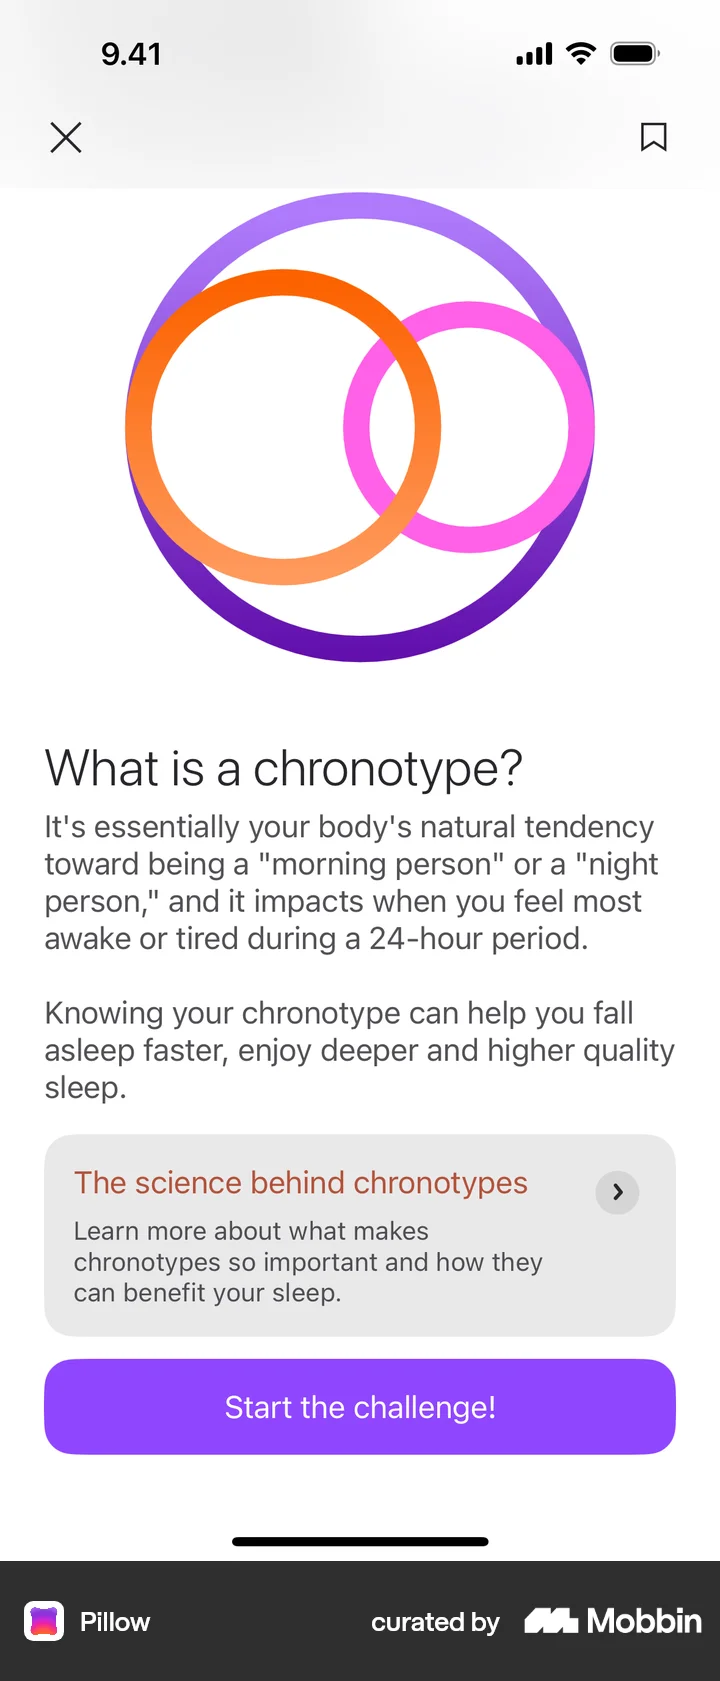 9.41
What is a chronotype?
It's essentially your body's natural tendency
toward being a "morning person" or a "night
person," and it impacts when you feel most
awake or tired during a 24-hour period.
Knowing your chronotype can help you fall
asleep faster, enjoy deeper and higher quality
sleep.
The science behind chronotypes
Learn more about what makes
chronotypes so important and how they
can benefit your sleep.
Start the challenge!
Pillow
curated by Mobbin